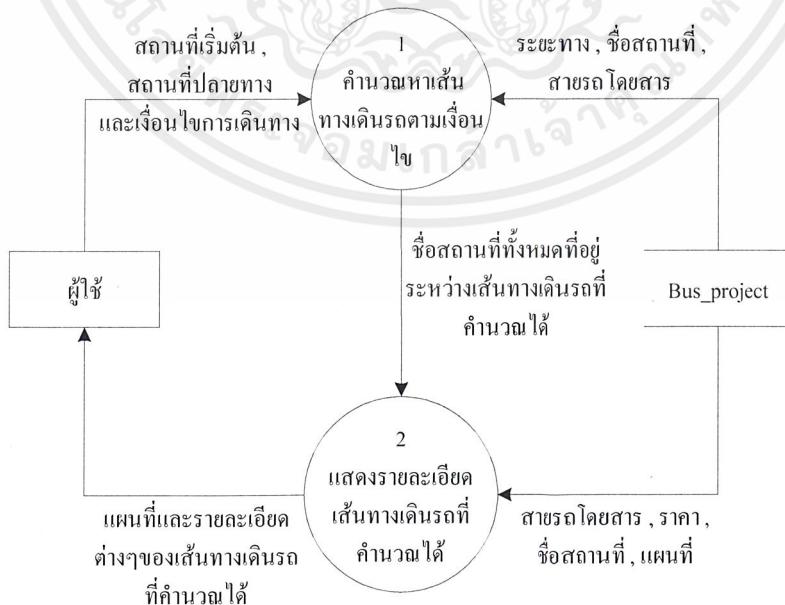 สถานที่เริ่มต้น ,
สถานที่ปลายทาง
และเงื่อนไขการเดินทาง
1
คำนวณหาเส้น
ทางเดินรถตามเงื่อน
ไข
ระยะทาง , ชื่อสถานที่ ,
สายรถโดยสาร
ผู้ใช้
ชื่อสถานที่ทั้งหมดที่อยู่
ระหว่างเส้นทางเดินรถที่
คำนวณได้
Bus_project
2
แสดงรายละเอียด
เส้นทางเดินรถที่
คำนวณได้
แผนที่และรายละเอียด
ต่างๆของเส้นทางเดินรถ
ที่คำนวณได้
สายรถโดยสาร , ราคา ,
ชื่อสถานที่ , แผนที่